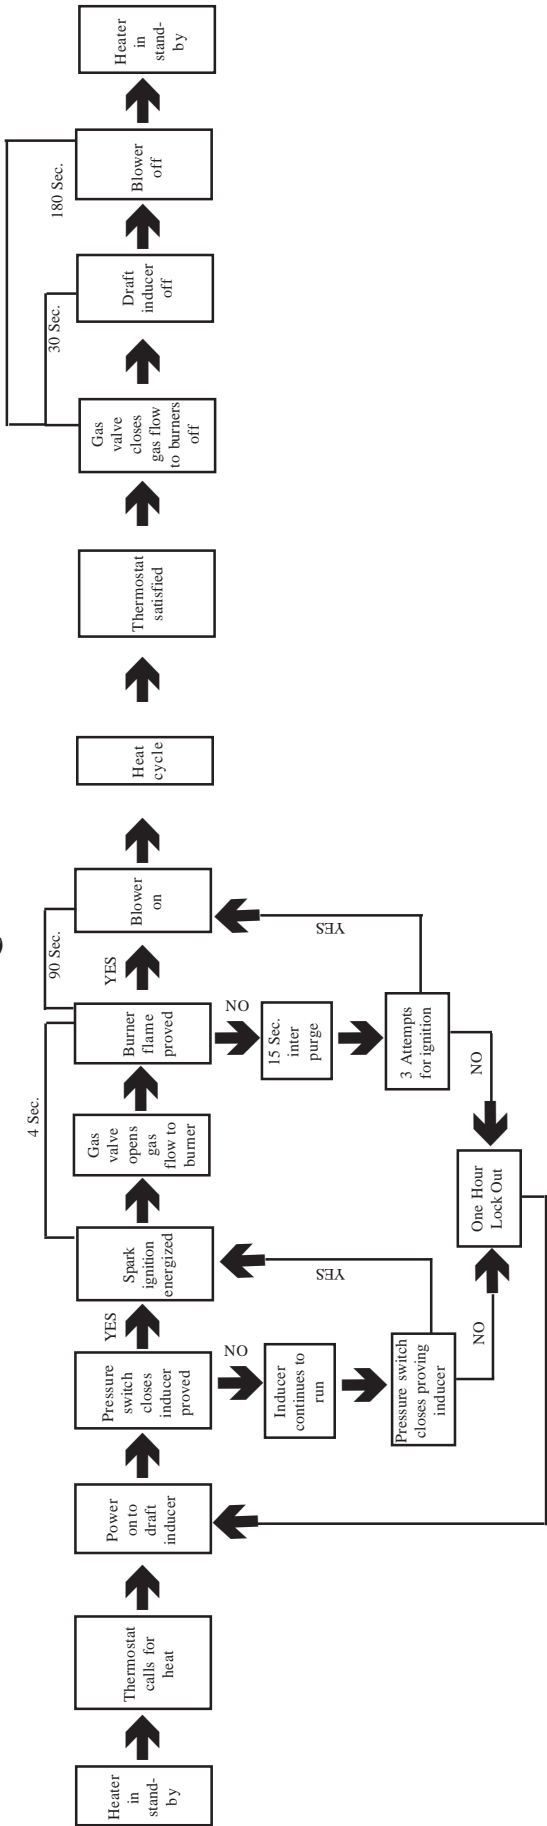 Heater
in
stand-
by
Thermostat
calls for
heat
Power
on to
draft
inducer
Pressure
switch
closes
inducer
proved
YES
NO
Inducer
continues to
run
Pressure switch
closes proving
inducer
YES
NO
Spark
ignition
energized
4 Sec.
Gas
valve
opens
gas
flow to
burner
Burner
flame
proved
YES
90 Sec.
NO
15 Sec.
inter
purge
3 Attempts
for ignition
YES
NO
One Hour
Lock Out
Blower
on
Heat
cycle
Thermostat
satisfied
Gas
valve
closes
gas flow
to burners
off
30 Sec.
180 Sec.
Draft
inducer
off
Blower
off
Heater
in
stand-
by